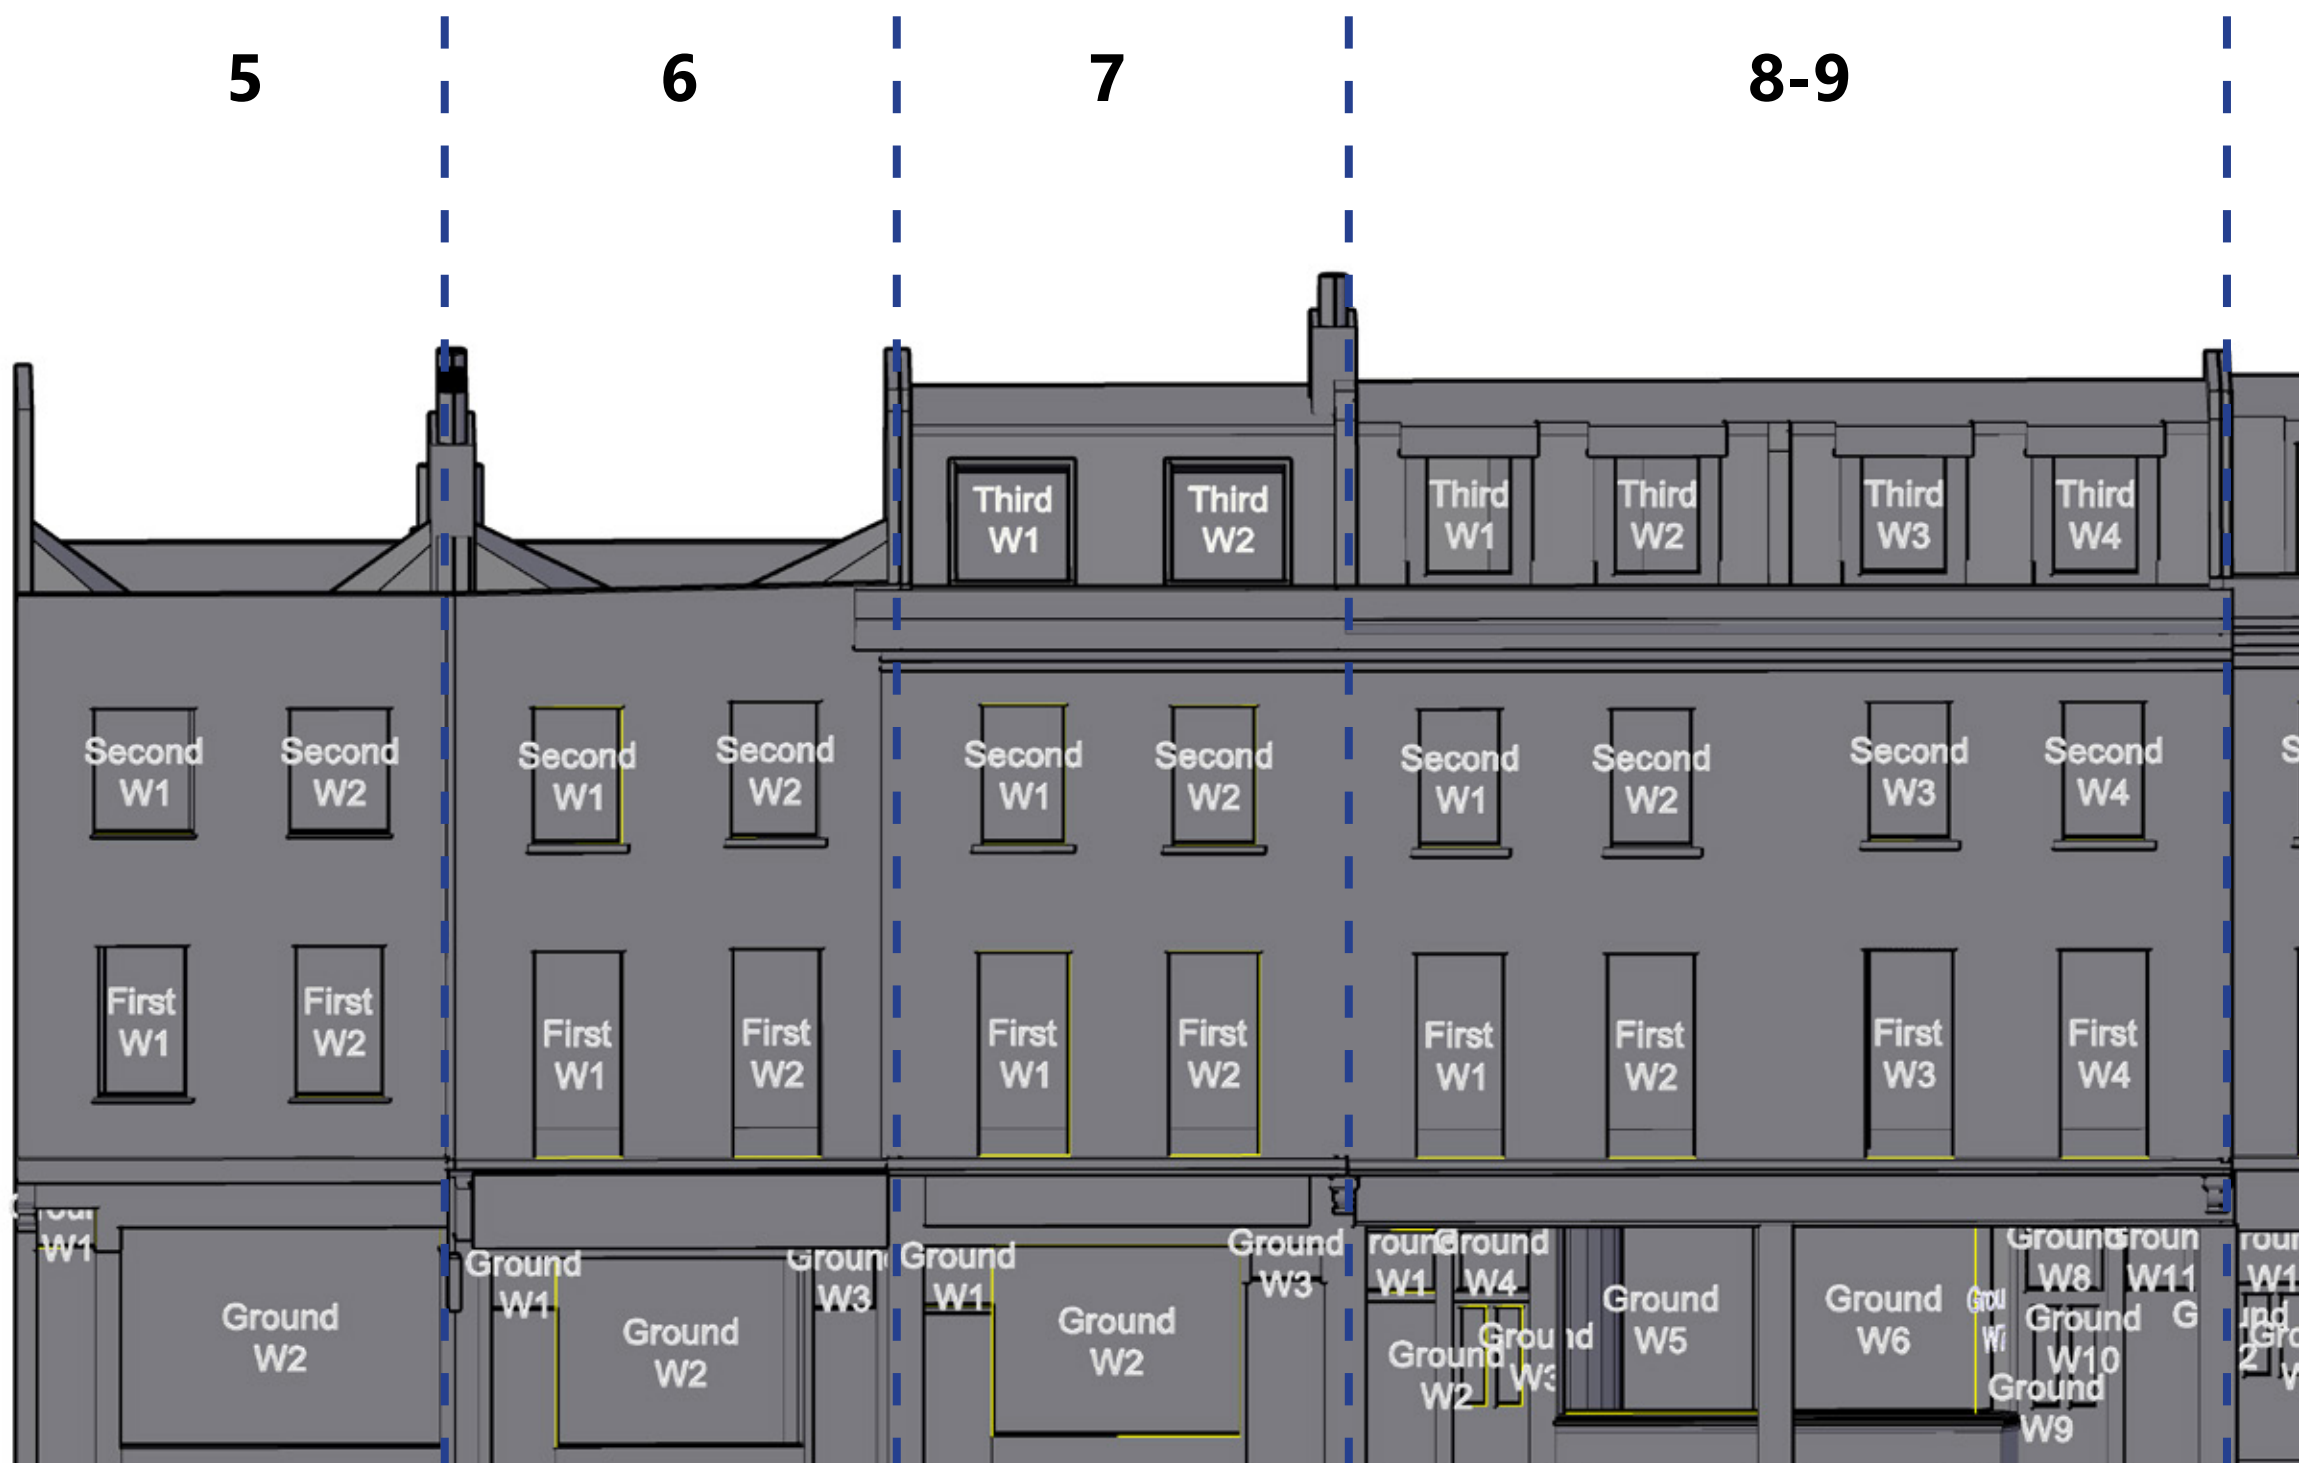 5 6 7 8-9
Third Third Third Third Third Third
W1 W2 W1 W2 W3 W4
Second Second Second Second Second Second Second Second Second Second
W1 W2 W1 W2 W1 W2 W1 W2 W3 W4
First First First First First First First First First First
W1 W2 W1 W2 W1 W2 W1 W2 W3 W4
W1
Ground
W2
Ground
W1
Ground
W2
W3
Ground
W1
Ground
W2
Ground
W3
W1
Ground
W2
Ground
W3
W4
Ground
W5
Ground
W6
Ground
W8
Ground
W9
Ground
W10
W11